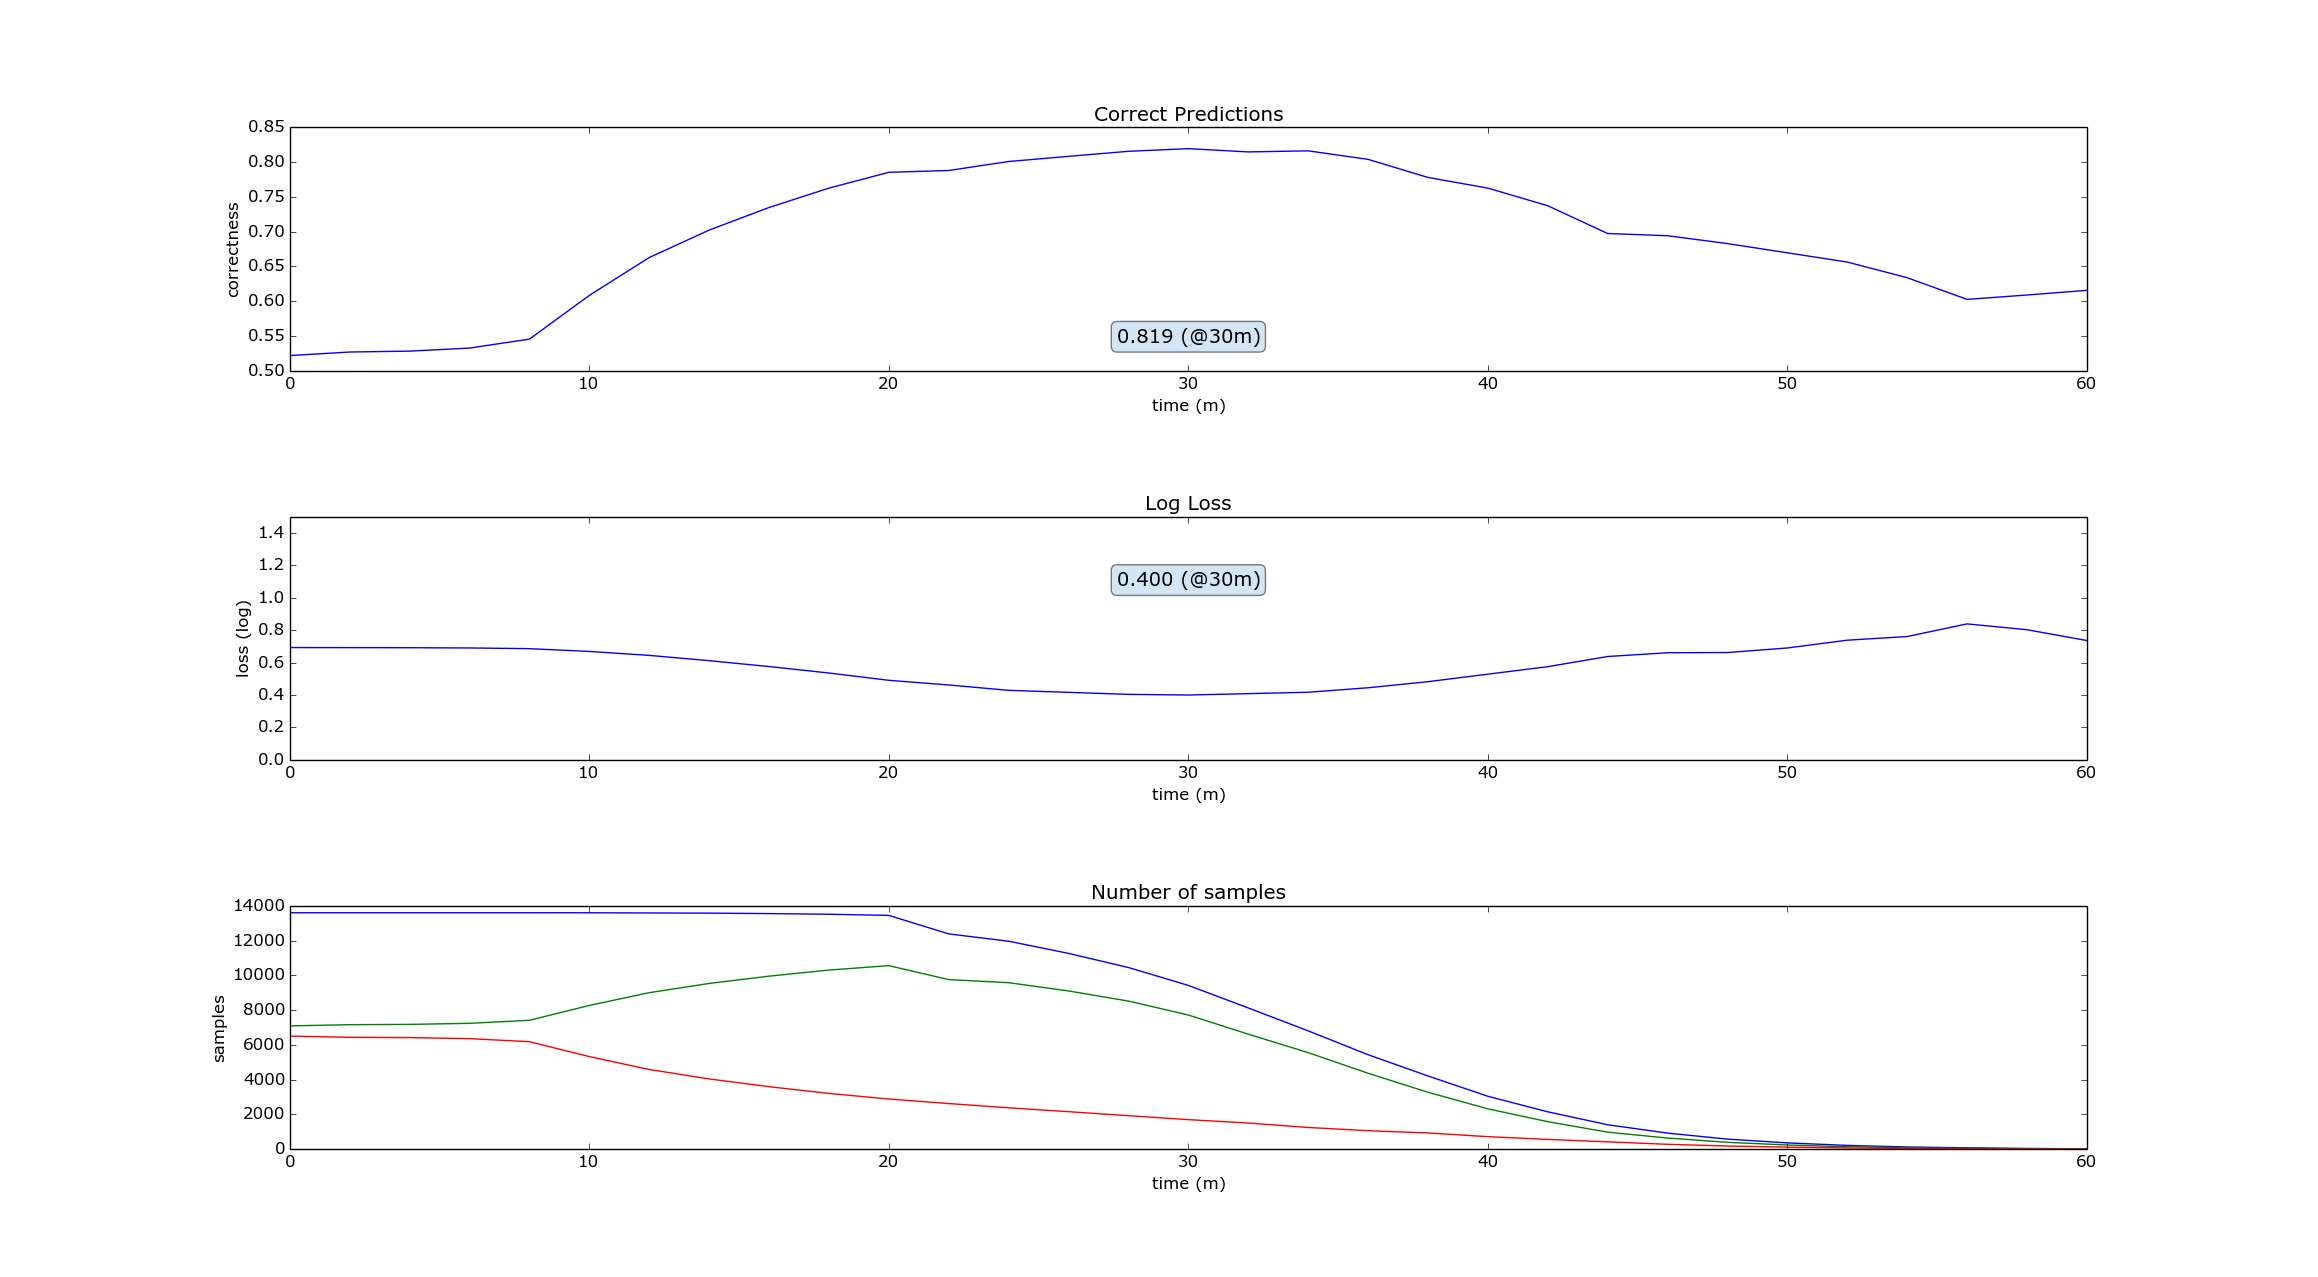 Correct Predictions
0.85
0.80
0.75
0.70
0.65
0.60
0.55
0.50
correctness
0.819 (@30m)
0 10 20 30 40 50 60
time (m)
Log Loss
1.4
1.2
1.0
0.8
0.6
0.4
0.2
0.0
loss (log)
0.400 (@30m)
0 10 20 30 40 50 60
time (m)
Number of samples
14000
12000
10000
8000
6000
4000
2000
0
samples
0 10 20 30 40 50 60
time (m)